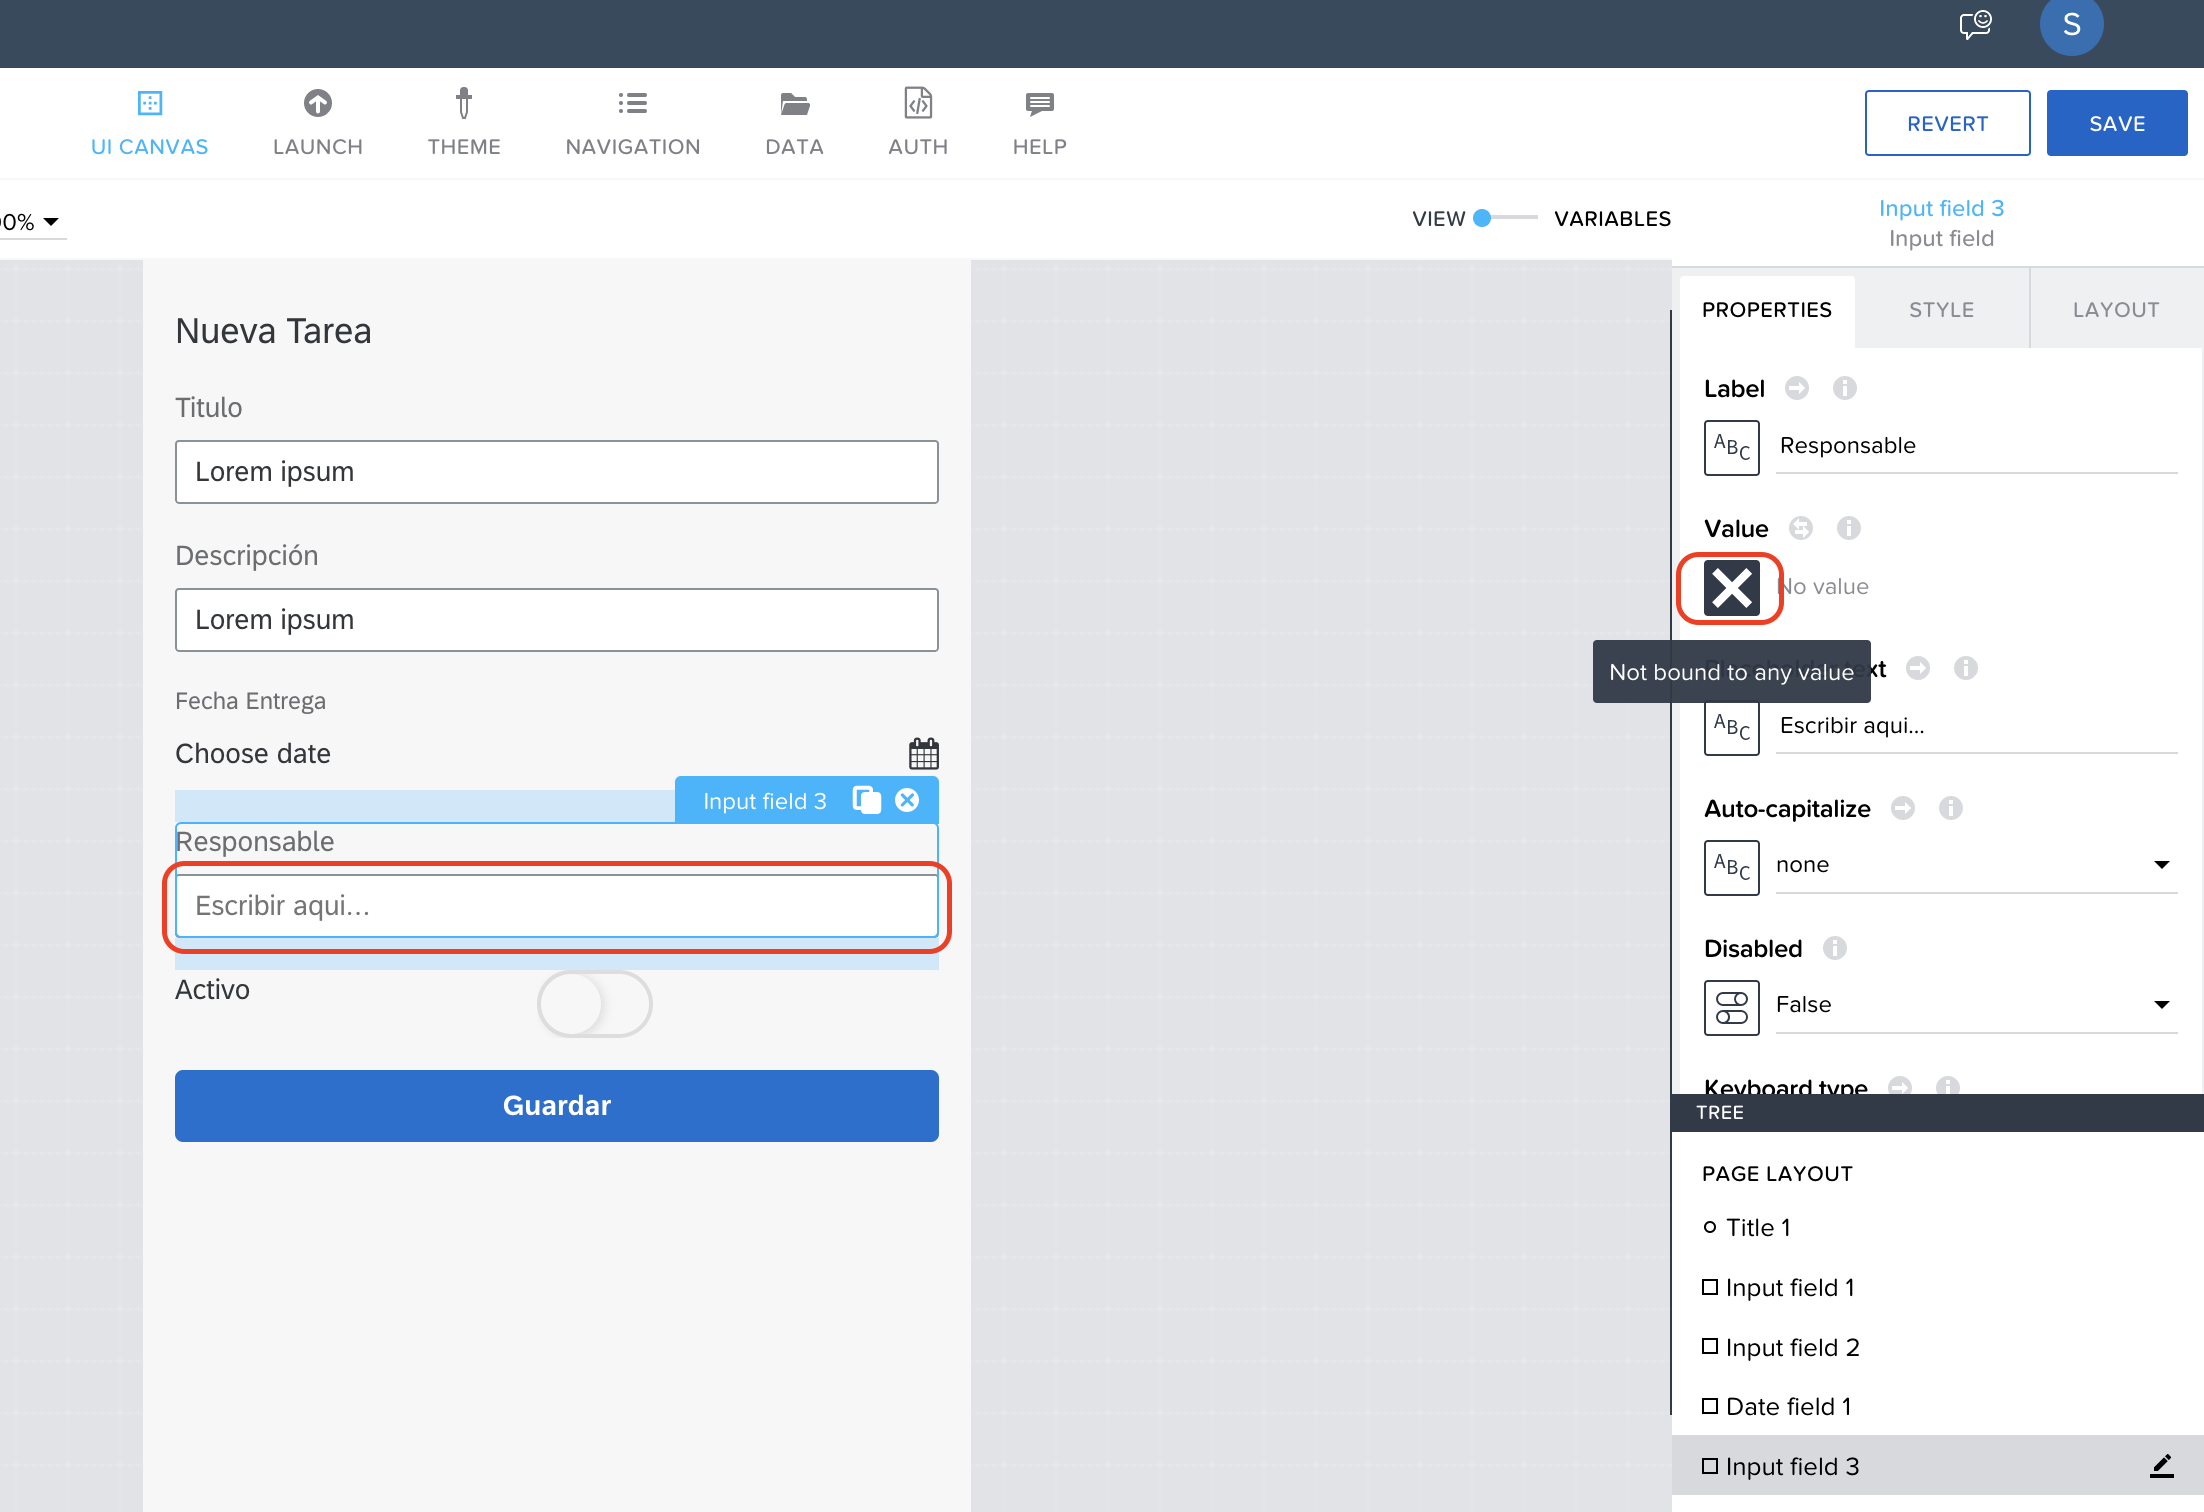 S
UI CANVAS
LAUNCH
THEME
NAVIGATION
DATA
AUTH
HELP
REVERT
SAVE
0%
VIEW
VARIABLES
Input field 3
Input field
PROPERTIES
STYLE
LAYOUT
Nueva Tarea
Titulo
Lorem ipsum
Descripción
Lorem ipsum
Fecha Entrega
Choose date
Input field 3
Responsable
Escribir aqui...
Activo
Guardar
Label
ABC
Responsable
Value
No value
Not bound to any value
ABC
Escribir aqui...
Auto-capitalize
ABC
none
Disabled
False
Keyboard type
TREE
PAGE LAYOUT
Title 1
Input field 1
Input field 2
Date field 1
Input field 3